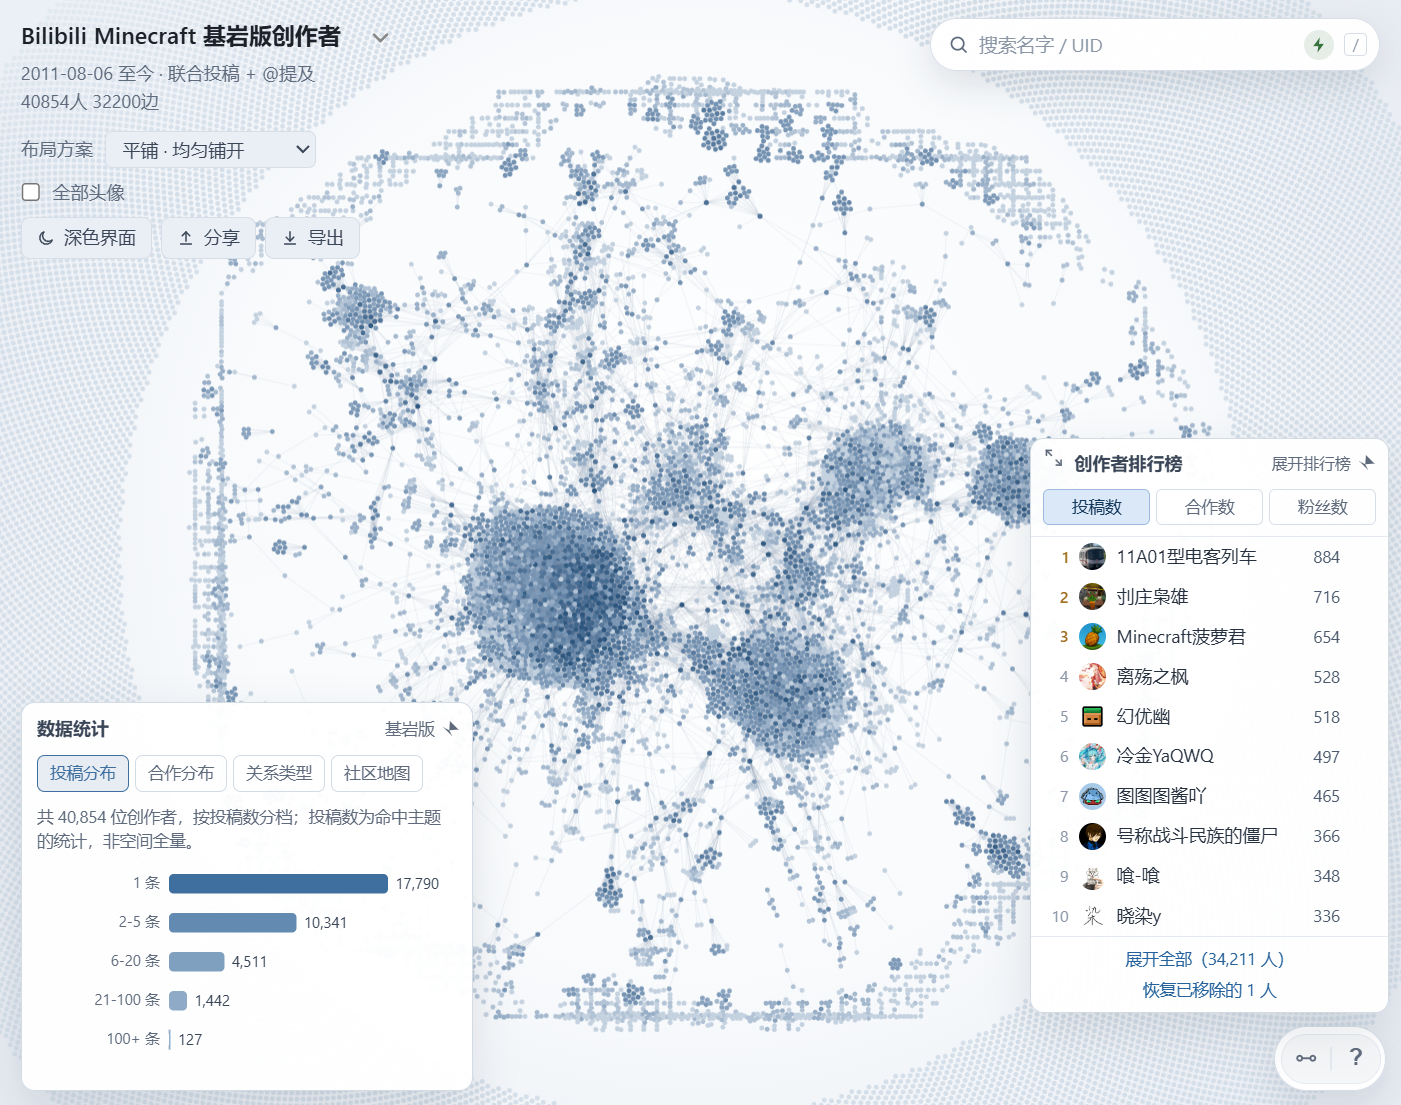 Bilibili Minecraft 基岩版创作者
2011-08-06 至今 · 联合投稿 + @提及
40854人 32200边
布局方案
平铺 · 均匀铺开
全部头像
深色界面
分享
导出
搜索名字 / UID
/
创作者排行榜
展开排行榜
投稿数
合作数
粉丝数
1 11A01型电客列车 884
2 刌庄枭雄 716
3 Minecraft菠萝君 654
4 离殇之枫 528
5 幻优幽 518
6 冷金YaQWQ 497
7 图图图酱吖 465
8 号称战斗民族的僵尸 366
9 喰-喰 348
10 晓染y 336
展开全部（34,211 人）
恢复已移除的 1 人
数据统计
基岩版
投稿分布
合作分布
关系类型
社区地图
共 40,854 位创作者，按投稿数分档；投稿数为命中主题
的统计，非空间全量。
1 条 17,790
2-5 条 10,341
6-20 条 4,511
21-100 条 1,442
100+ 条 127
?